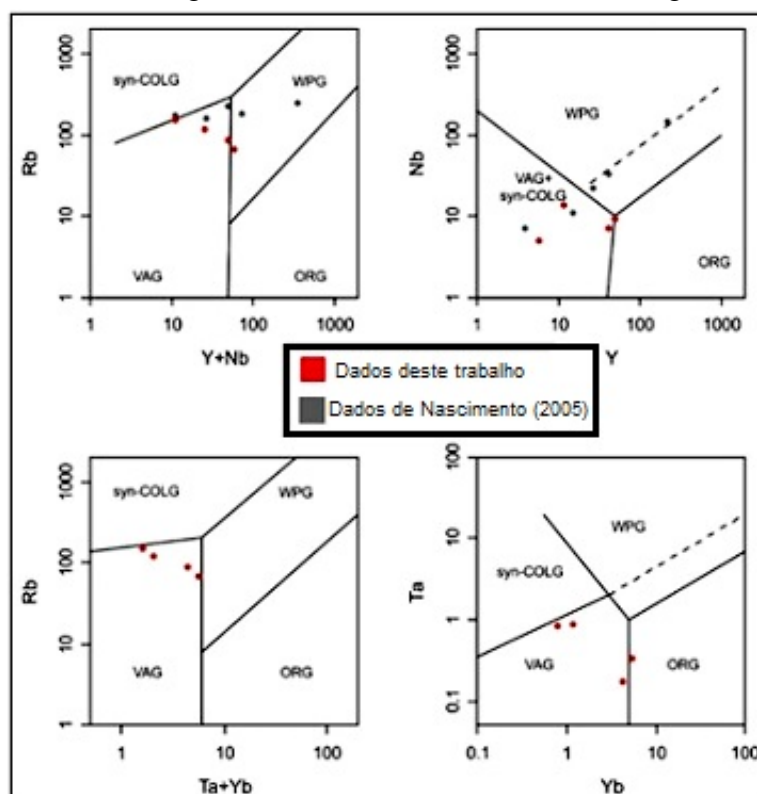 syn-COLG
WPG
VAG
ORG
Rb
1000
100
10
1
1
10
100
1000
Y+Nb
WPG
VAG+
syn-COLG
ORG
Nb
1000
100
10
1
1
10
100
1000
Y
Dados deste trabalho
Dados de Nascimento (2005)
syn-COLG
WPG
VAG
ORG
Rb
1000
100
10
1
1
10
100
Ta+Yb
WPG
syn-COLG
VAG
ORG
Ta
100
10
1
0.1
0.1
1
10
100
Yb